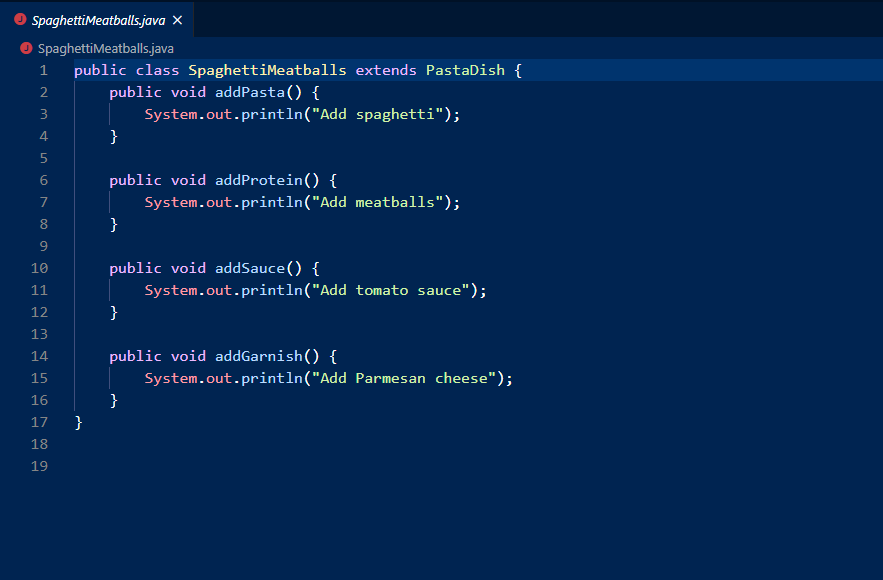 SpaghettiMeatballs.java
SpaghettiMeatballs.java
1 public class SpaghettiMeatballs extends PastaDish {
2     public void addPasta() {
3         System.out.println("Add spaghetti");
4     }
5
6     public void addProtein() {
7         System.out.println("Add meatballs");
8     }
9
10     public void addSauce() {
11         System.out.println("Add tomato sauce");
12     }
13
14     public void addGarnish() {
15         System.out.println("Add Parmesan cheese");
16     }
17 }
18
19